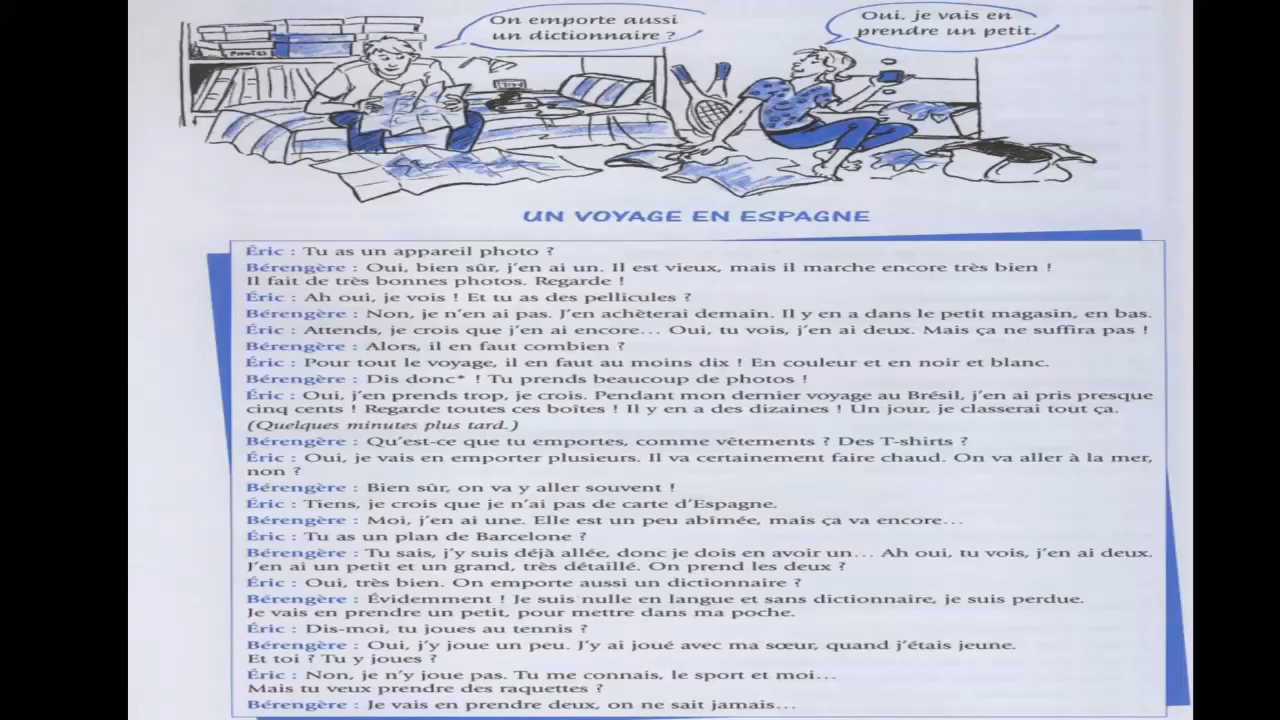 On emporte aussi
un dictionnaire ?
Oui, je vais en
prendre un petit.
PHOTOS
UN VOYAGE EN ESPAGNE
Éric : Tu as un appareil photo ?
Bérengère : Oui, bien sûr, j'en ai un. Il est vieux, mais il marche encore très bien !
Il fait de très bonnes photos. Regarde !
Éric : Ah oui, je vois ! Et tu as des pellicules ?
Bérengère : Non, je n'en ai pas. J'en achèterai demain. Il y en a dans le petit magasin, en bas.
Éric : Attends, je crois que j'en ai encore… Oui, tu vois, j'en ai deux. Mais ça ne suffira pas !
Bérengère : Alors, il en faut combien ?
Éric : Pour tout le voyage, il en faut au moins dix ! En couleur et en noir et blanc.
Bérengère : Dis donc* ! Tu prends beaucoup de photos !
Éric : Oui, j'en prends trop, je crois. Pendant mon dernier voyage au Brésil, j'en ai pris presque
cinq cents ! Regarde toutes ces boîtes ! Il y en a des dizaines ! Un jour, je classerai tout ça.
(Quelques minutes plus tard.)
Bérengère : Qu'est-ce que tu emportes, comme vêtements ? Des T-shirts ?
Éric : Oui, je vais en emporter plusieurs. Il va certainement faire chaud. On va aller à la mer,
non ?
Bérengère : Bien sûr, on va y aller souvent !
Éric : Tiens, je crois que je n'ai pas de carte d'Espagne.
Bérengère : Moi, j'en ai une. Elle est un peu abîmée, mais ça va encore…
Éric : Tu as un plan de Barcelone ?
Bérengère : Tu sais, j'y suis déjà allée, donc je dois en avoir un… Ah oui, tu vois, j'en ai deux.
J'en ai un petit et un grand, très détaillé. On prend les deux ?
Éric : Oui, très bien. On emporte aussi un dictionnaire ?
Bérengère : Évidemment ! Je suis nulle en langue et sans dictionnaire, je suis perdue.
Je vais en prendre un petit, pour mettre dans ma poche.
Éric : Dis-moi, tu joues au tennis ?
Bérengère : Oui, j'y joue un peu. J'y ai joué avec ma sœur, quand j'étais jeune.
Et toi ? Tu y joues ?
Éric : Non, je n'y joue pas. Tu me connais, le sport et moi…
Mais tu veux prendre des raquettes ?
Bérengère : Je vais en prendre deux, on ne sait jamais…